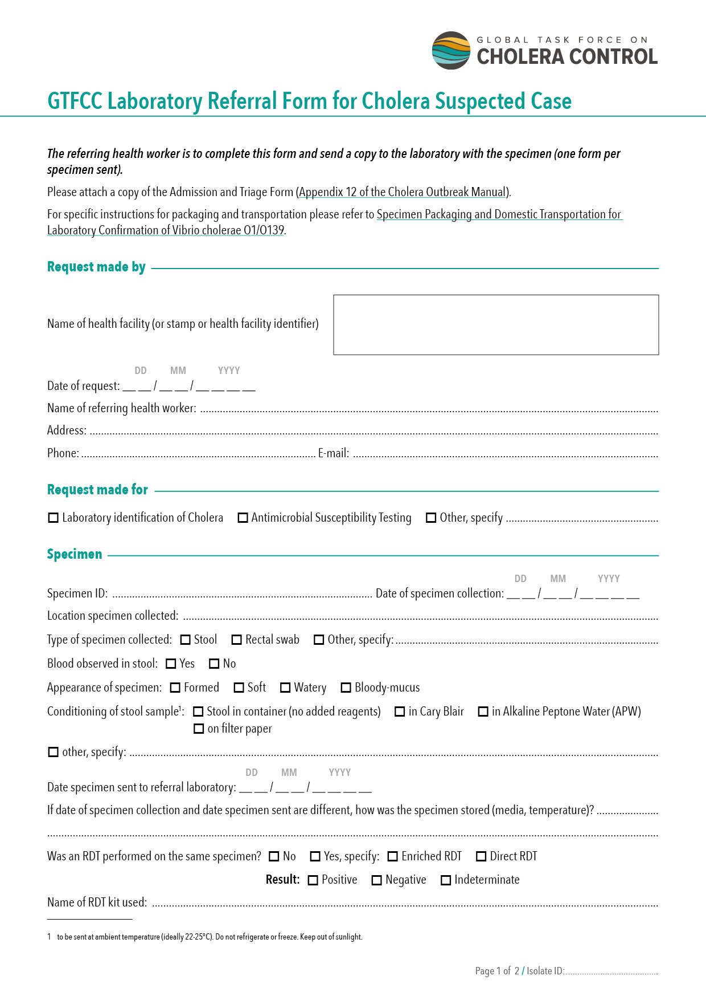 GLOBAL TASK FORCE ON
CHOLERA CONTROL
GTFCC Laboratory Referral Form for Cholera Suspected Case
The referring health worker is to complete this form and send a copy to the laboratory with the specimen (one form per
specimen sent).
Please attach a copy of the Admission and Triage Form (Appendix 12 of the Cholera Outbreak Manual).
For specific instructions for packaging and transportation please refer to Specimen Packaging and Domestic Transportation for
Laboratory Confirmation of Vibrio cholerae O1/O139.
Request made by
Name of health facility (or stamp or health facility identifier)
DD MM YYYY
Date of request: __ __ / __ __ / __ __ __ __
Name of referring health worker: ........................................
Address: ........................................
Phone: ........................................ E-mail: ........................................
Request made for
☐ Laboratory identification of Cholera ☐ Antimicrobial Susceptibility Testing ☐ Other, specify ........................................
Specimen
DD MM YYYY
Specimen ID: ........................................ Date of specimen collection: __ __ / __ __ / __ __ __ __
Location specimen collected: ........................................
Type of specimen collected: ☐ Stool ☐ Rectal swab ☐ Other, specify: ........................................
Blood observed in stool: ☐ Yes ☐ No
Appearance of specimen: ☐ Formed ☐ Soft ☐ Watery ☐ Bloody-mucus
Conditioning of stool sample¹: ☐ Stool in container (no added reagents) ☐ in Cary Blair ☐ in Alkaline Peptone Water (APW)
☐ on filter paper
☐ other, specify: ........................................
DD MM YYYY
Date specimen sent to referral laboratory: __ __ / __ __ / __ __ __ __
If date of specimen collection and date specimen sent are different, how was the specimen stored (media, temperature)? ......................
........................................
Was an RDT performed on the same specimen? ☐ No ☐ Yes, specify: ☐ Enriched RDT ☐ Direct RDT
Result: ☐ Positive ☐ Negative ☐ Indeterminate
Name of RDT kit used: ........................................
1 to be sent at ambient temperature (ideally 22-25°C). Do not refrigerate or freeze. Keep out of sunlight.
Page 1 of 2 / Isolate ID: ........................................